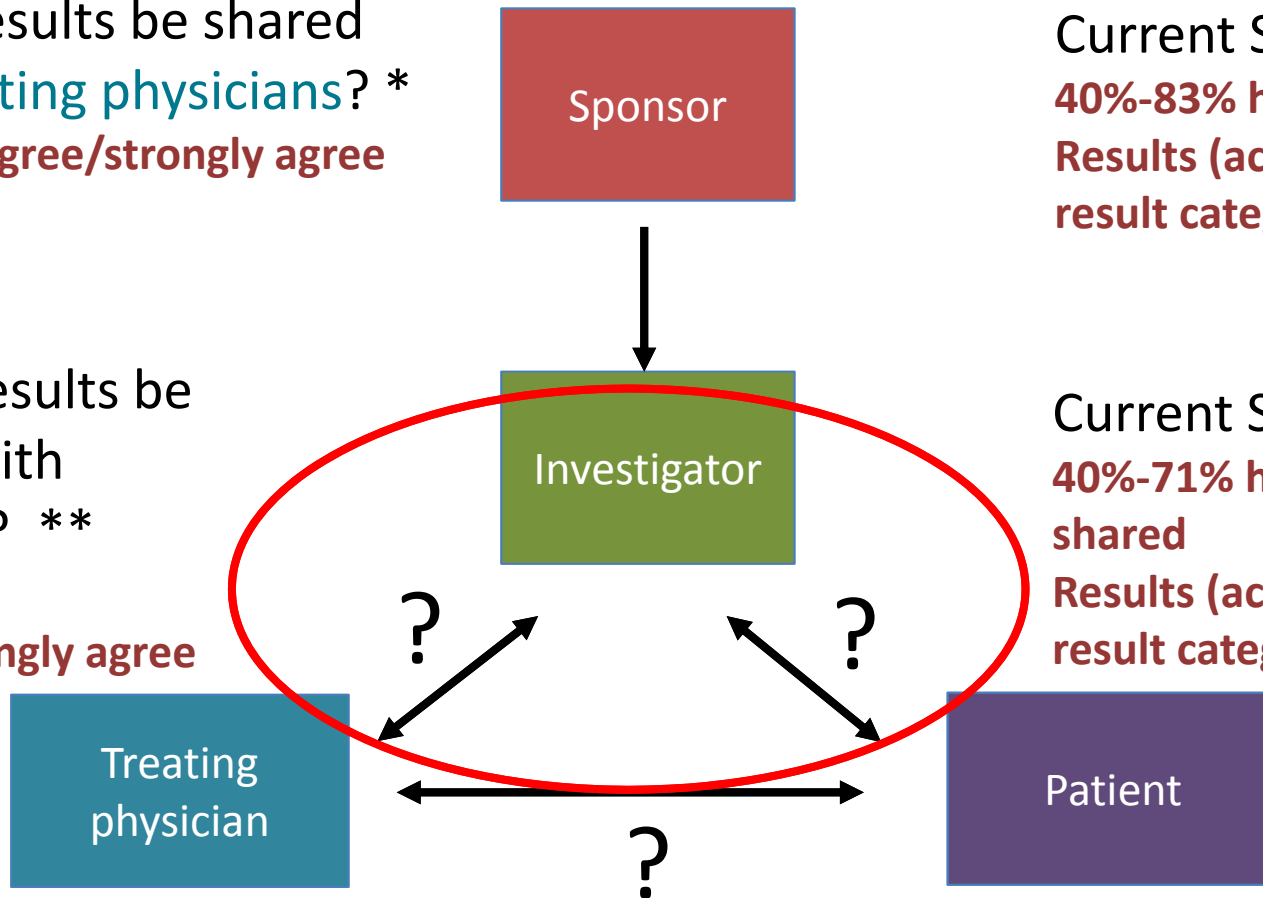 esults be shared
ting physicians? *
gree/strongly agree
Sponsor
Current S
40%-83% h
Results (ac
result cate
esults be
ith
? **
ngly agree
Investigator
Current S
40%-71% h
shared
Results (ac
result cate
?
?
Treating
physician
Patient
?